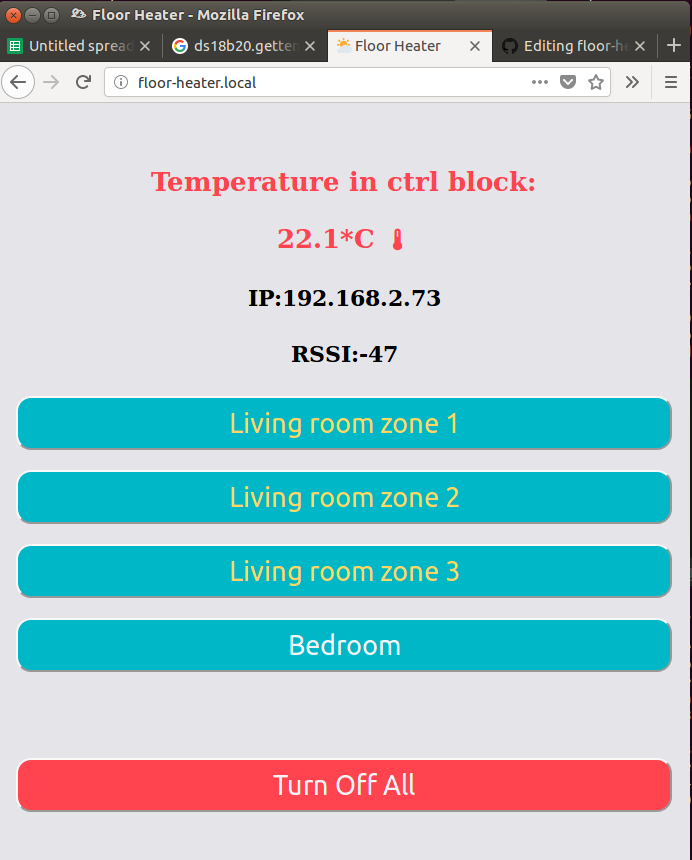 Floor Heater - Mozilla Firefox
Untitled sprea
ds18b20.getter
Floor Heater
Editing floor-he
floor-heater.local
Temperature in ctrl block:
22.1*C
IP:192.168.2.73
RSSI:-47
Living room zone 1
Living room zone 2
Living room zone 3
Bedroom
Turn Off All